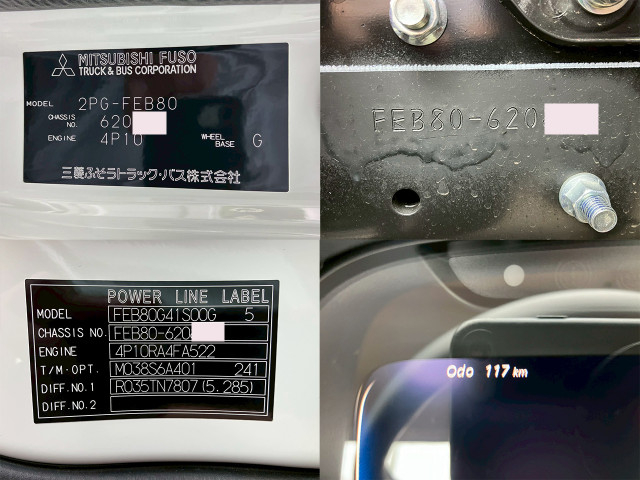 MITSUBISHI FUSO
TRUCK & BUS CORPORATION
MODEL 2PG-FEB80
CHASSIS NO. 620
ENGINE 4P10 WHEEL BASE G
三菱ふそうトラック・バス株式会社
FEB80-620
POWER LINE LABEL
MODEL FEB80G41S00G 5
CHASSIS NO. FEB80-620
ENGINE 4P10RA4FA522
T/M·OPT. M038S6A401 241
DIFF.NO.1 R035TN7807(5.285)
DIFF.NO.2
Odo 117 km